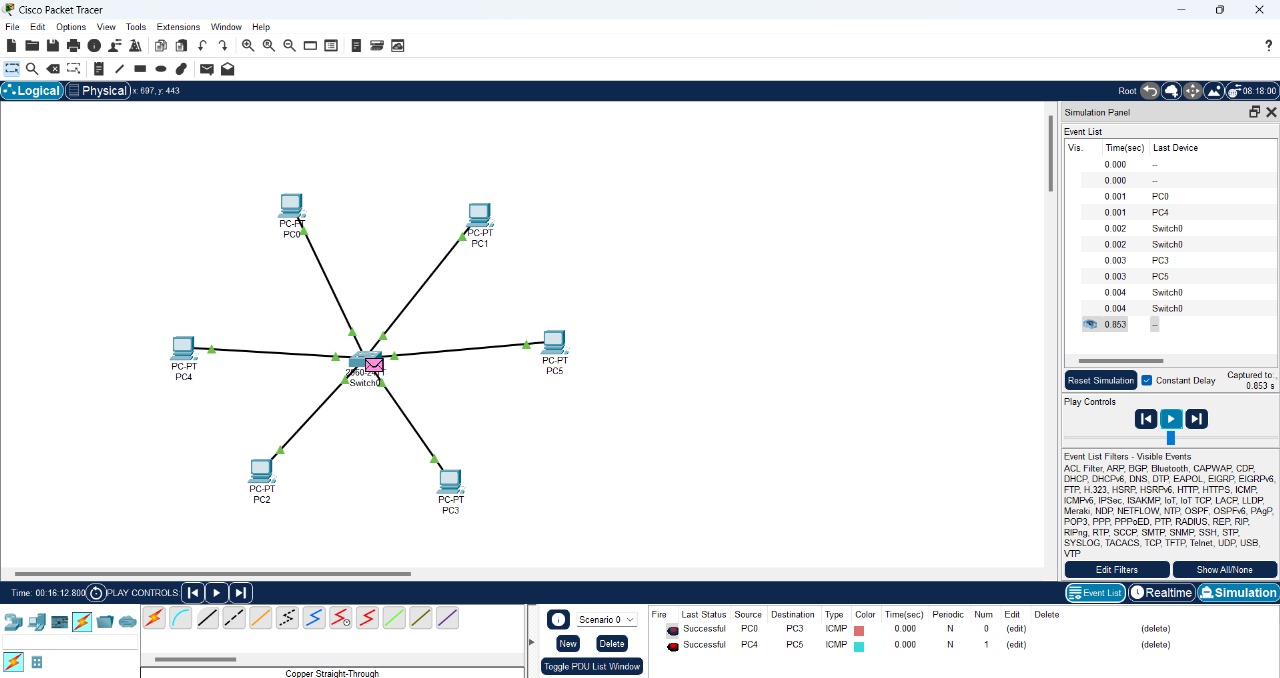 Cisco Packet Tracer
File Edit Options View Tools Extensions Window Help
?
Logical Physical x: 697, y: 443 Root 08:18:00
Simulation Panel
Event List
Vis. Time(sec) Last Device
0.000 --
0.000 --
0.001 PC0
0.001 PC4
0.002 Switch0
0.002 Switch0
0.003 PC3
0.003 PC5
0.004 Switch0
0.004 Switch0
0.853 --
Reset Simulation Constant Delay Captured to:
0.853 s
Play Controls
Event List Filters - Visible Events
ACL Filter, ARP, BGP, Bluetooth, CAPWAP, CDP,
DHCP, DHCPv6, DNS, DTP, EAPOL, EIGRP, EIGRPv6,
FTP, H.323, HSRP, HSRPv6, HTTP, HTTPS, ICMP,
ICMPv6, IPSec, ISAKMP, IoT, IoT TCP, LACP, LLDP,
Meraki, NDP, NETFLOW, NTP, OSPF, OSPFv6, PAgP,
POP3, PPP, PPPoED, PTP, RADIUS, REP, RIP,
RIPng, RTP, SCCP, SMTP, SNMP, SSH, STP,
SYSLOG, TACACS, TCP, TFTP, Telnet, UDP, USB,
VTP
Edit Filters Show All/None
PC-PT
PC0
PC-PT
PC1
PC-PT
PC4
Switch0
PC-PT
PC5
PC-PT
PC2
PC-PT
PC3
Time: 00:16:12.800 PLAY CONTROLS: Event List Realtime Simulation
Copper Straight-Through
Scenario 0
New Delete
Toggle PDU List Window
Fire Last Status Source Destination Type Color Time(sec) Periodic Num Edit Delete
Successful PC0 PC3 ICMP 0.000 N 0 (edit) (delete)
Successful PC4 PC5 ICMP 0.000 N 1 (edit) (delete)